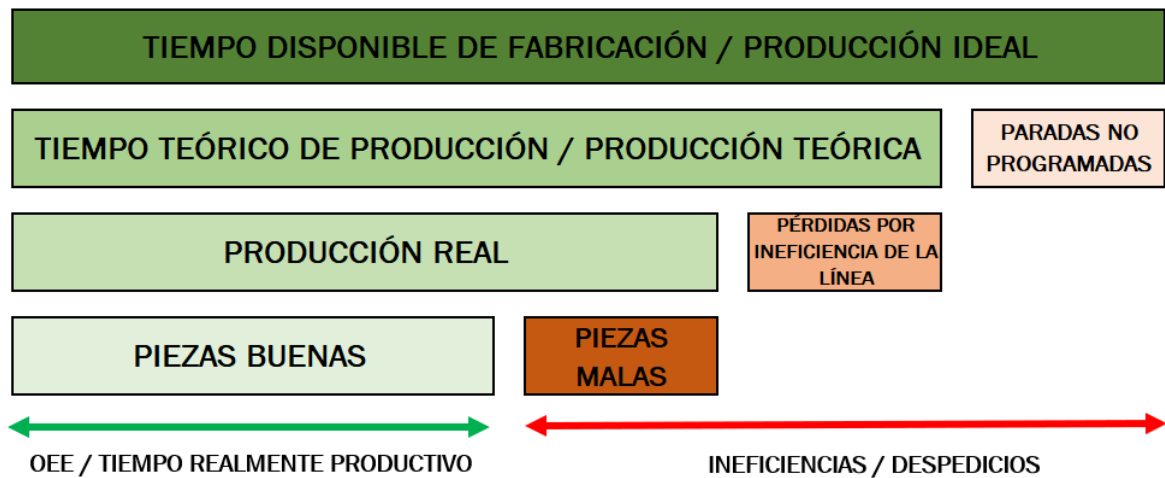 TIEMPO DISPONIBLE DE FABRICACIÓN / PRODUCCIÓN IDEAL
TIEMPO TEÓRICO DE PRODUCCIÓN / PRODUCCIÓN TEÓRICA
PARADAS NO
PROGRAMADAS
PRODUCCIÓN REAL
PÉRDIDAS POR
INEFICIENCIA DE LA
LÍNEA
PIEZAS BUENAS
PIEZAS
MALAS
OEE / TIEMPO REALMENTE PRODUCTIVO
INEFICIENCIAS / DESPEDICIOS